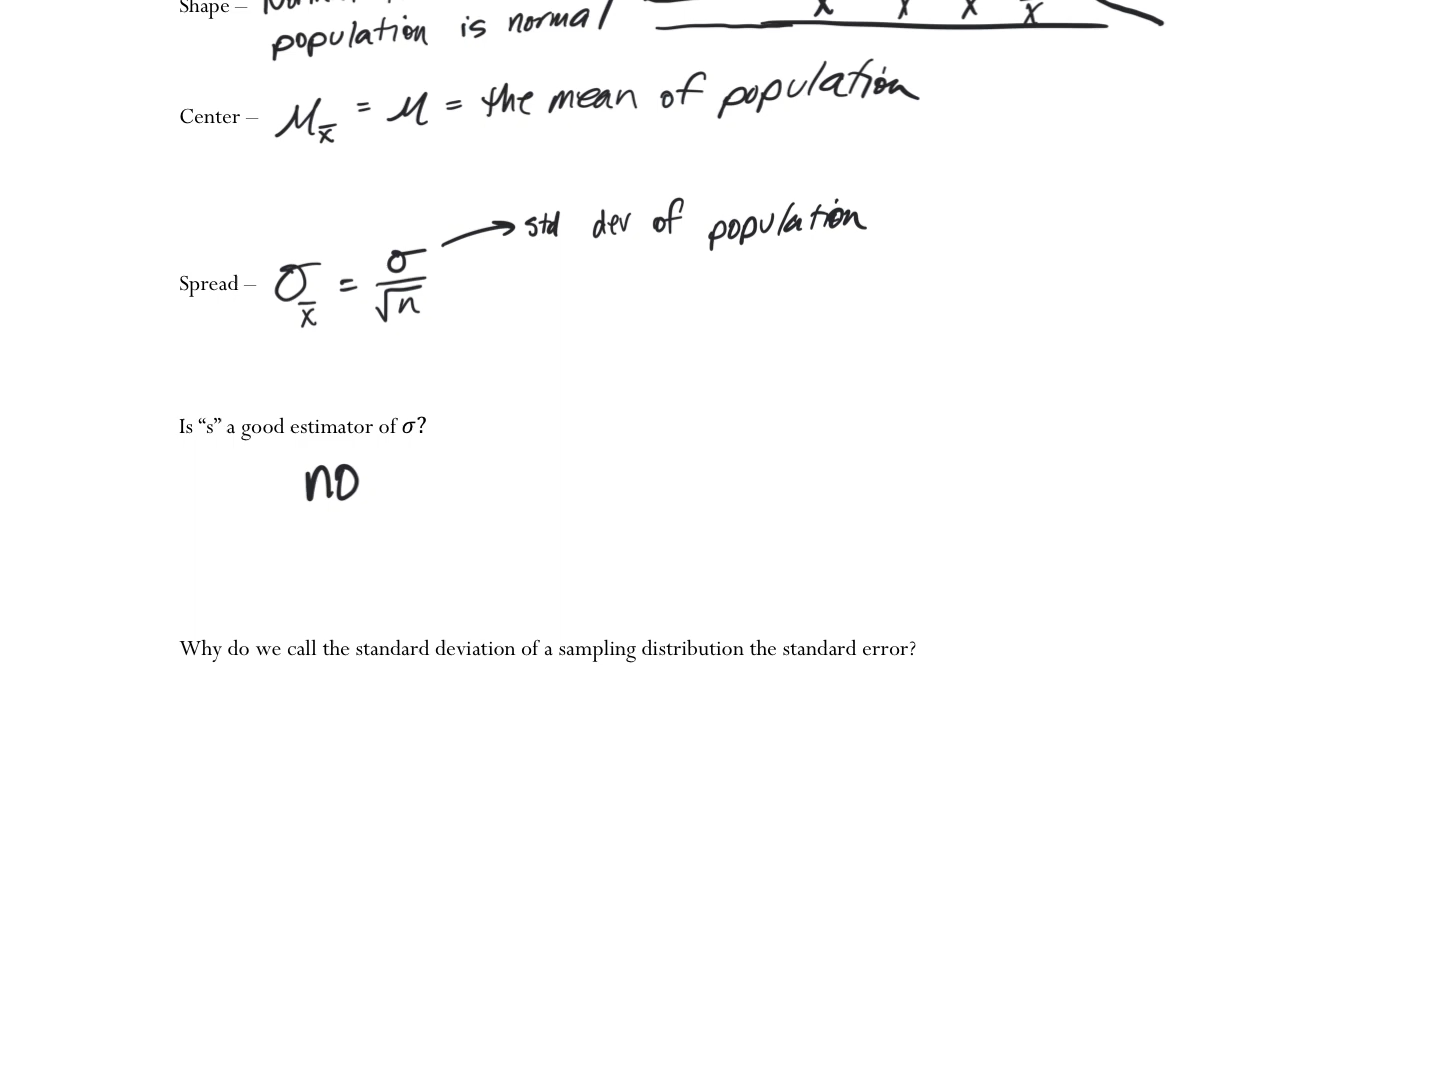 Shape –
population is normal
x̄
Center – μx̄ = μ = the mean of population
std dev of population
Spread – σx̄ = σ/√n
Is “s” a good estimator of σ?
no
Why do we call the standard deviation of a sampling distribution the standard error?